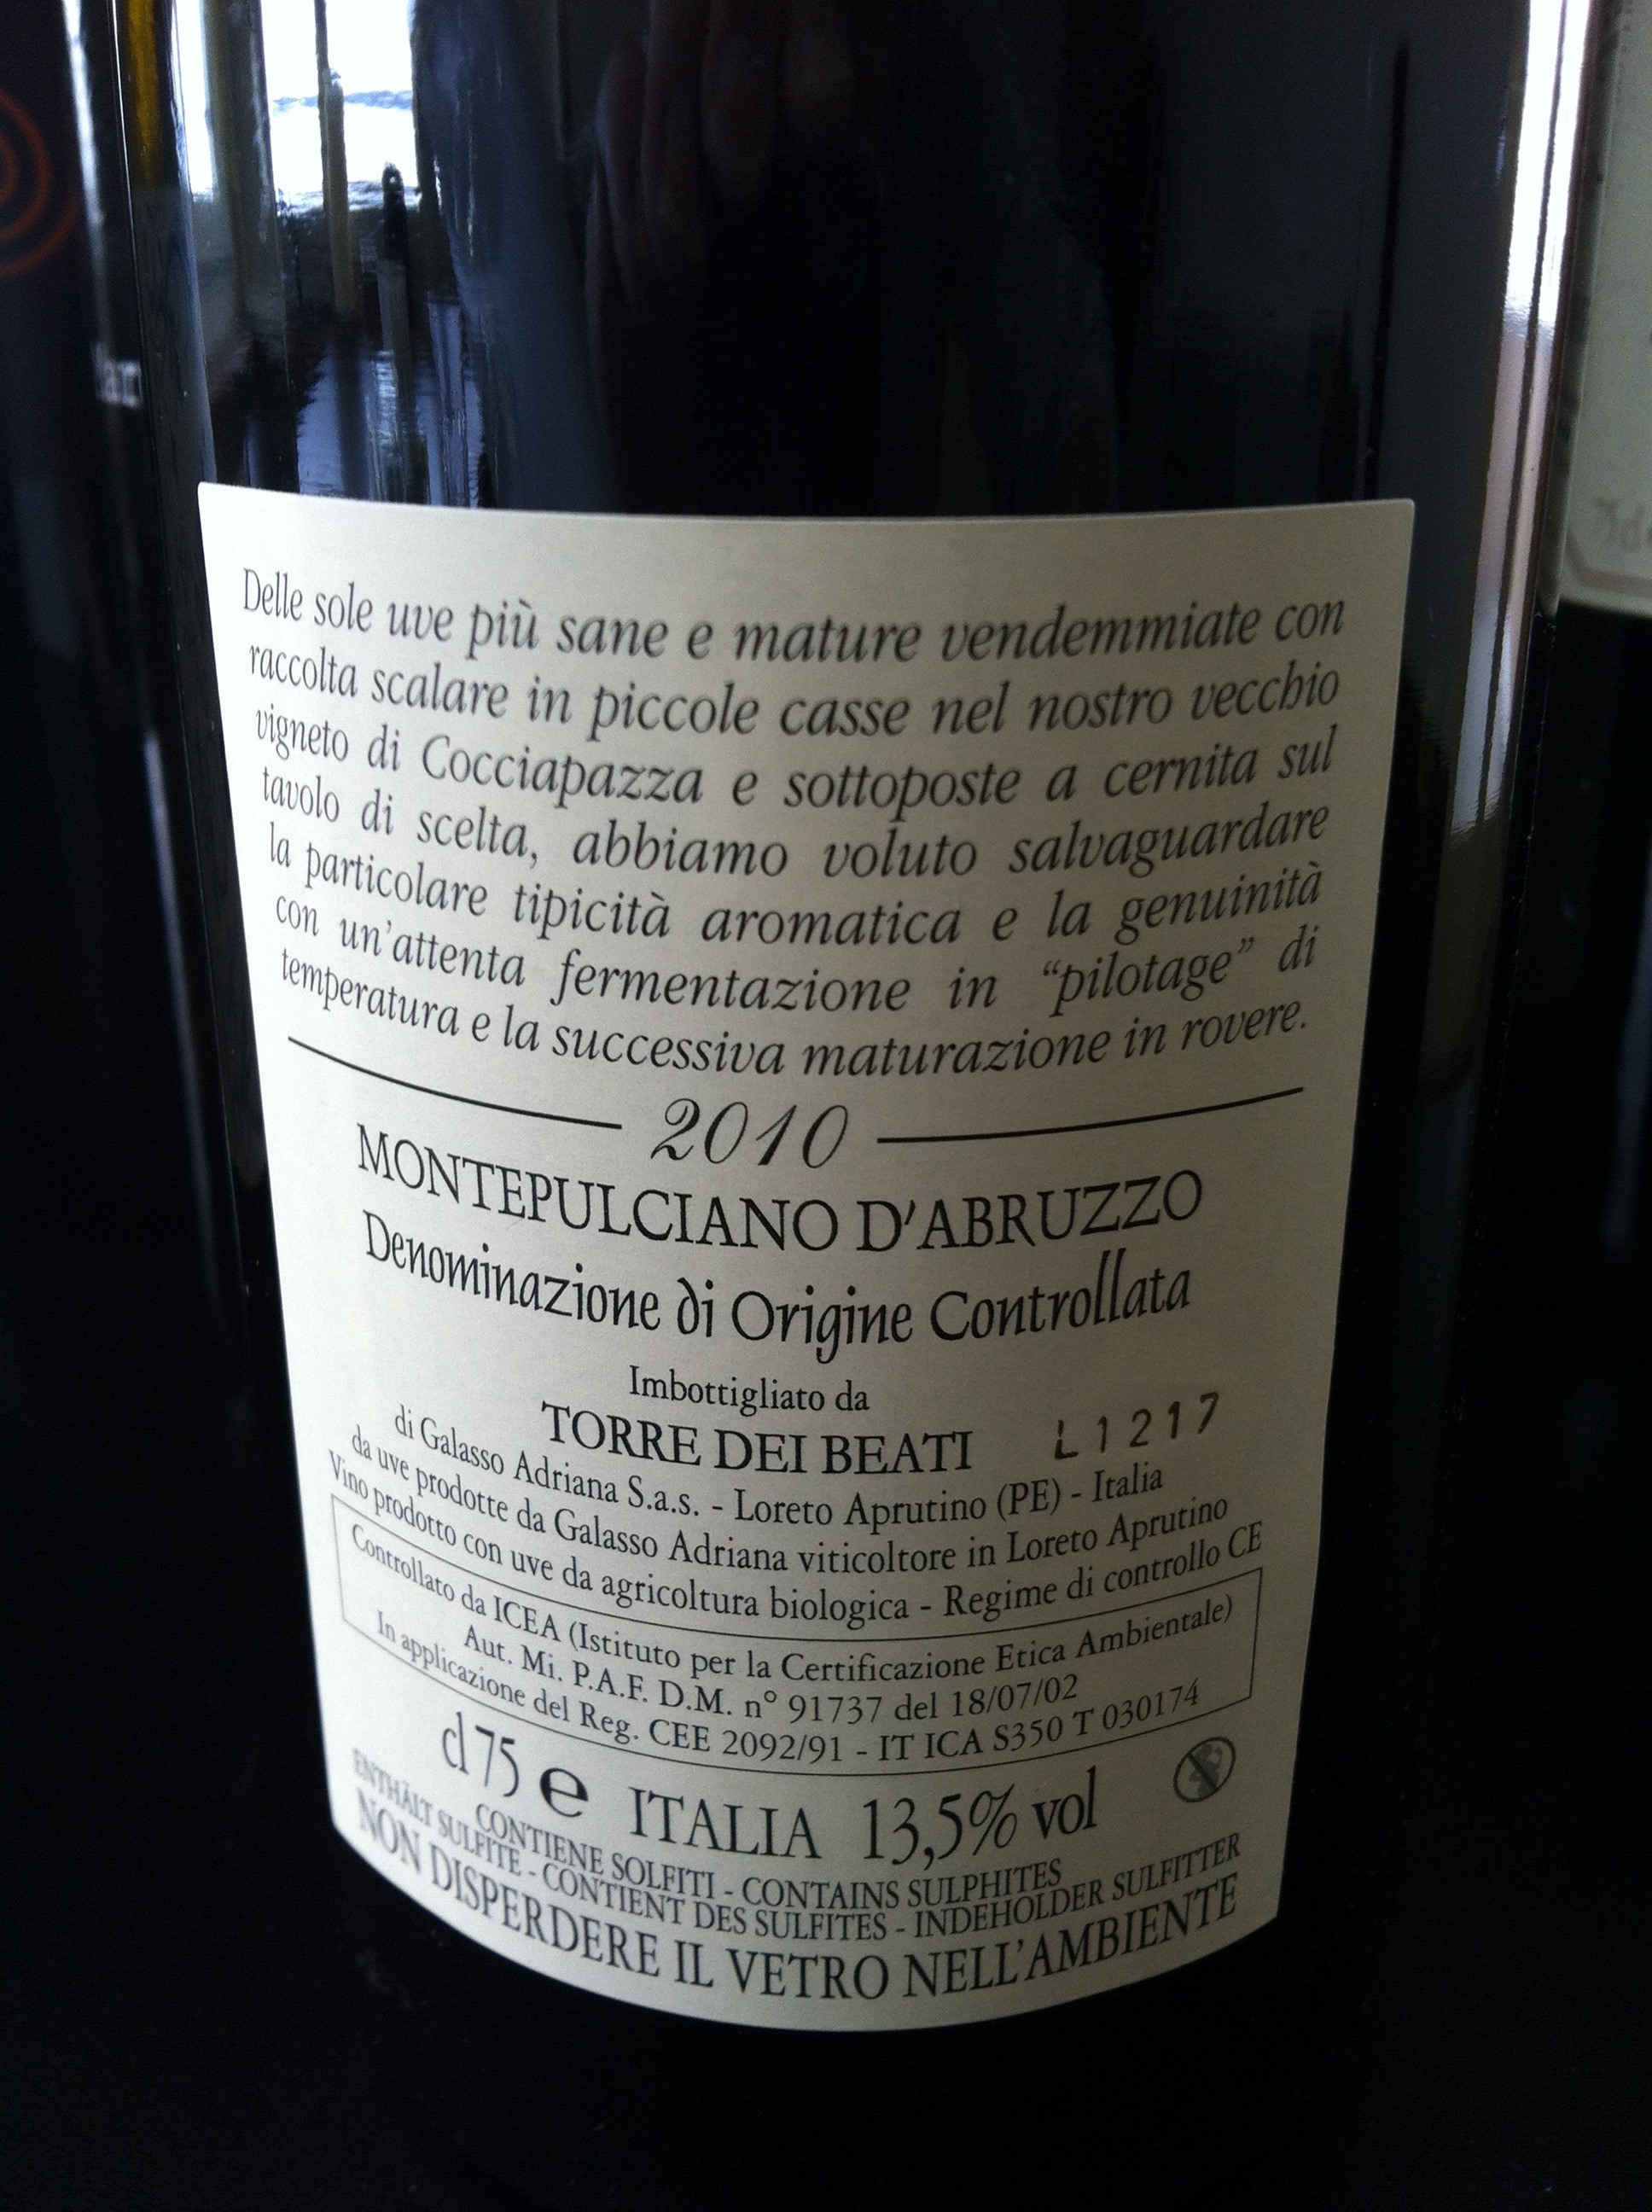 Delle sole uve più sane e mature vendemmiate con
raccolta scalare in piccole casse nel nostro vecchio
vigneto di Cocciapazza e sottoposte a cernita sul
tavolo di scelta, abbiamo voluto salvaguardare
la particolare tipicità aromatica e la genuinità
con un'attenta fermentazione in “pilotage” di
temperatura e la successiva maturazione in rovere.
2010
MONTEPULCIANO D'ABRUZZO
Denominazione di Origine Controllata
Imbottigliato da
TORRE DEI BEATI L1217
di Galasso Adriana S.a.s. - Loreto Aprutino (PE) - Italia
da uve prodotte da Galasso Adriana viticoltore in Loreto Aprutino
Vino prodotto con uve da agricoltura biologica - Regime di controllo CE
Controllato da ICEA (Istituto per la Certificazione Etica Ambientale)
Aut. Mi. P.A.F. D.M. n° 91737 del 18/07/02
In applicazione del Reg. CEE 2092/91 - IT ICA S350 T 030174
cl 75 e ITALIA 13,5% vol
CONTIENE SOLFITI - CONTAINS SULPHITES
ENTHÄLT SULFITE - CONTIENT DES SULFITES - INDEHOLDER SULFITTER
NON DISPERDERE IL VETRO NELL'AMBIENTE